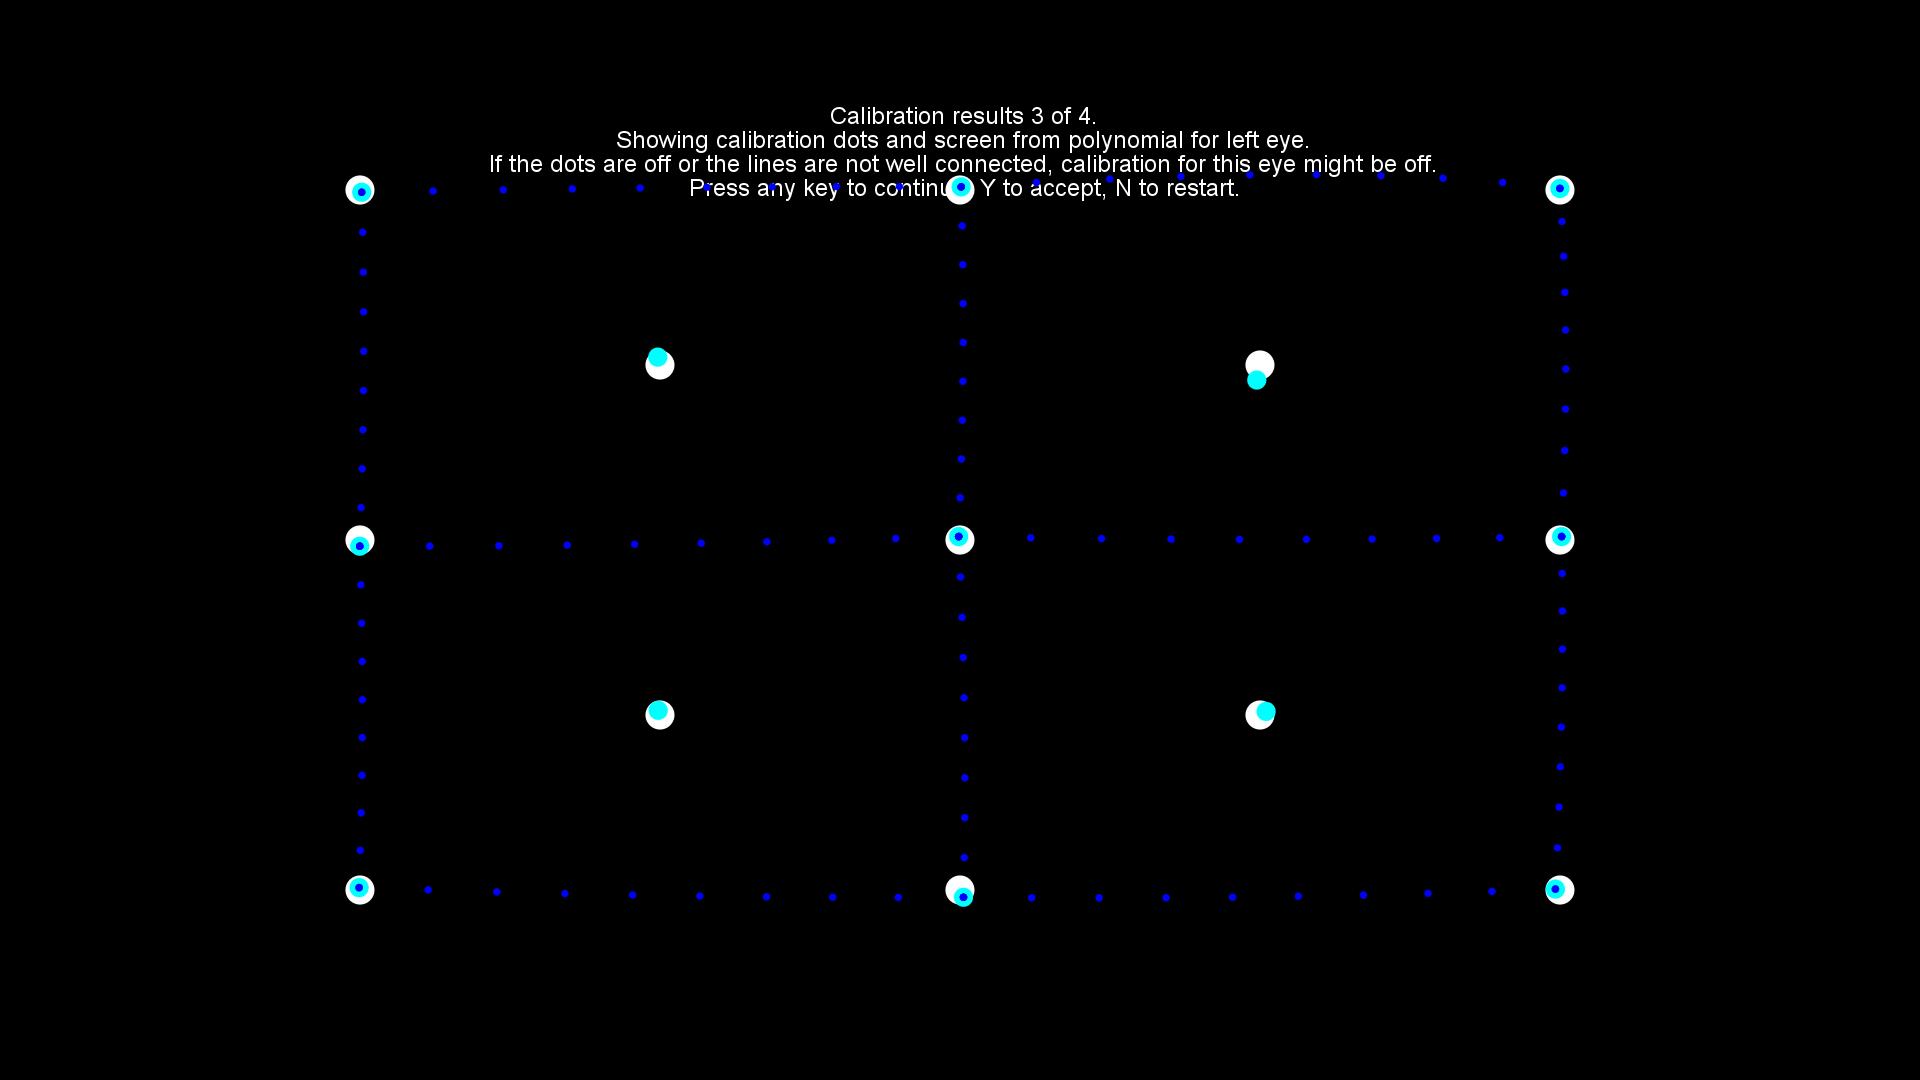 Calibration results 3 of 4.
Showing calibration dots and screen from polynomial for left eye.
If the dots are off or the lines are not well connected, calibration for this eye might be off.
Press any key to continue, Y to accept, N to restart.